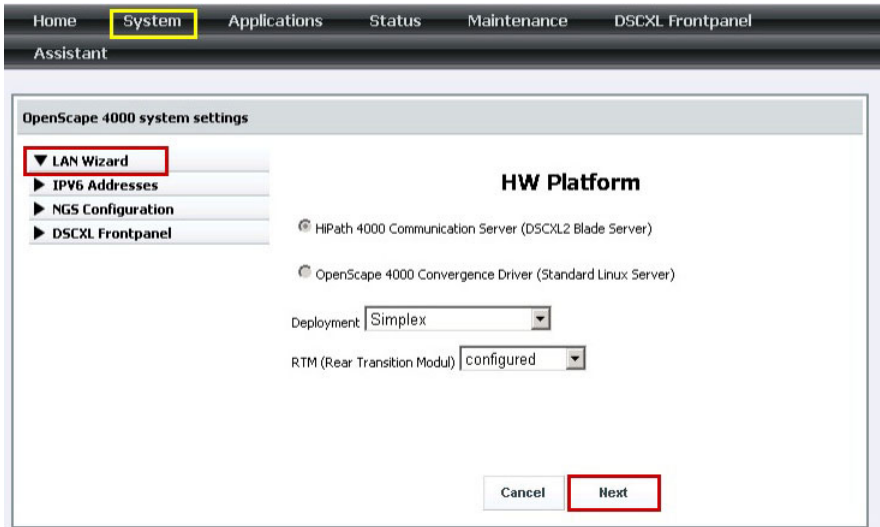 Home System Applications Status Maintenance DSCXL Frontpanel
Assistant
OpenScape 4000 system settings
LAN Wizard
IPV6 Addresses
NGS Configuration
DSCXL Frontpanel
HW Platform
HiPath 4000 Communication Server (DSCXL2 Blade Server)
OpenScape 4000 Convergence Driver (Standard Linux Server)
Deployment Simplex
RTM (Rear Transition Modul) configured
Cancel Next